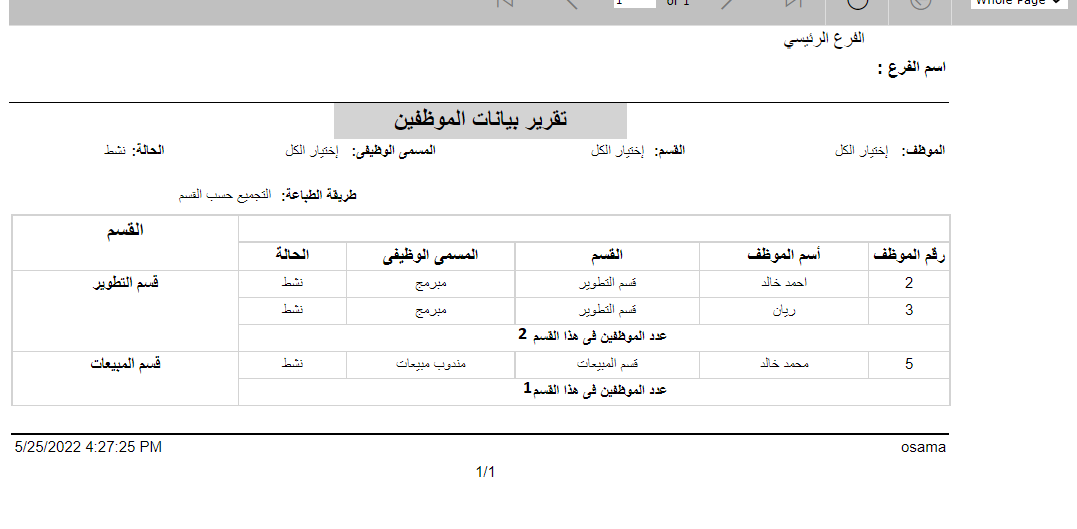 1 of 1 Whole Page
الفرع الرئيسي
اسم الفرع :
تقرير بيانات الموظفين
الموظف: إختيار الكل القسم: إختيار الكل المسمى الوظيفى: إختيار الكل الحالة: نشط
طريقة الطباعة: التجميع حسب القسم
القسم
رقم الموظف أسم الموظف القسم المسمى الوظيفى الحالة
2 احمد خالد قسم التطوير مبرمج نشط قسم التطوير
3 ريان قسم التطوير مبرمج نشط
عدد الموظفين فى هذا القسم 2
5 محمد خالد قسم المبيعات مندوب مبيعات نشط قسم المبيعات
عدد الموظفين فى هذا القسم1
5/25/2022 4:27:25 PM osama
1/1